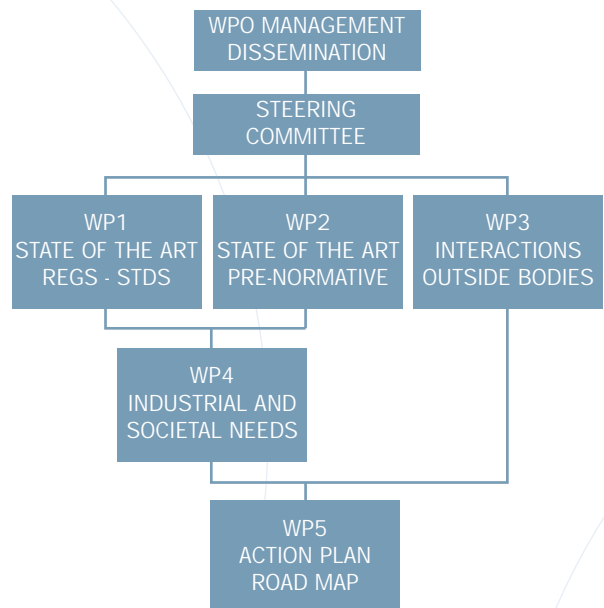 WPO MANAGEMENT
DISSEMINATION
STEERING
COMMITTEE
WP1
STATE OF THE ART
REGS - STDS
WP2
STATE OF THE ART
PRE-NORMATIVE
WP3
INTERACTIONS
OUTSIDE BODIES
WP4
INDUSTRIAL AND
SOCIETAL NEEDS
WP5
ACTION PLAN
ROAD MAP